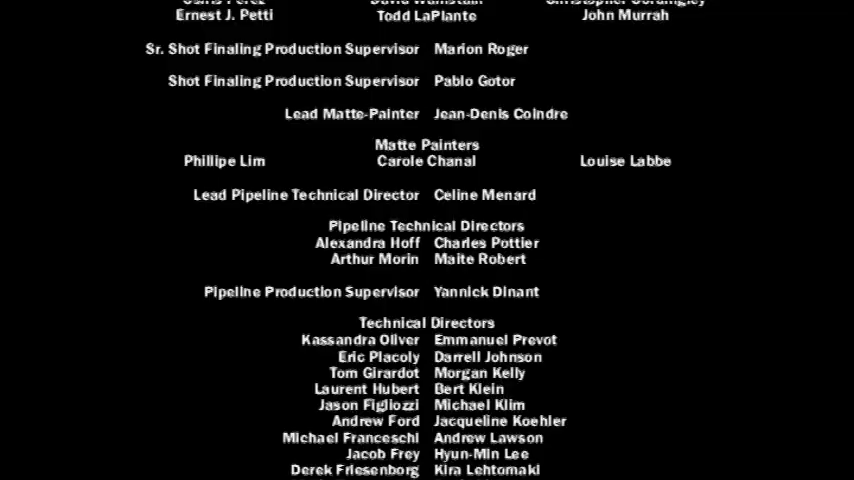 Ernest J. Petti Todd LaPlante John Murrah
Sr. Shot Finaling Production Supervisor Marion Roger
Shot Finaling Production Supervisor Pablo Gotor
Lead Matte-Painter Jean-Denis Coindre
Matte Painters
Phillipe Lim Carole Chanal Louise Labbe
Lead Pipeline Technical Director Celine Menard
Pipeline Technical Directors
Alexandra Hoff Charles Pottier
Arthur Morin Maite Robert
Pipeline Production Supervisor Yannick Dinant
Technical Directors
Kassandra Oliver Emmanuel Prevot
Eric Placoly Darrell Johnson
Tom Girardot Morgan Kelly
Laurent Hubert Bert Klein
Jason Figliozzi Michael Klim
Andrew Ford Jacqueline Koehler
Michael Franceschi Andrew Lawson
Jacob Frey Hyun-Min Lee
Derek Friesenborg Kira Lehtomaki